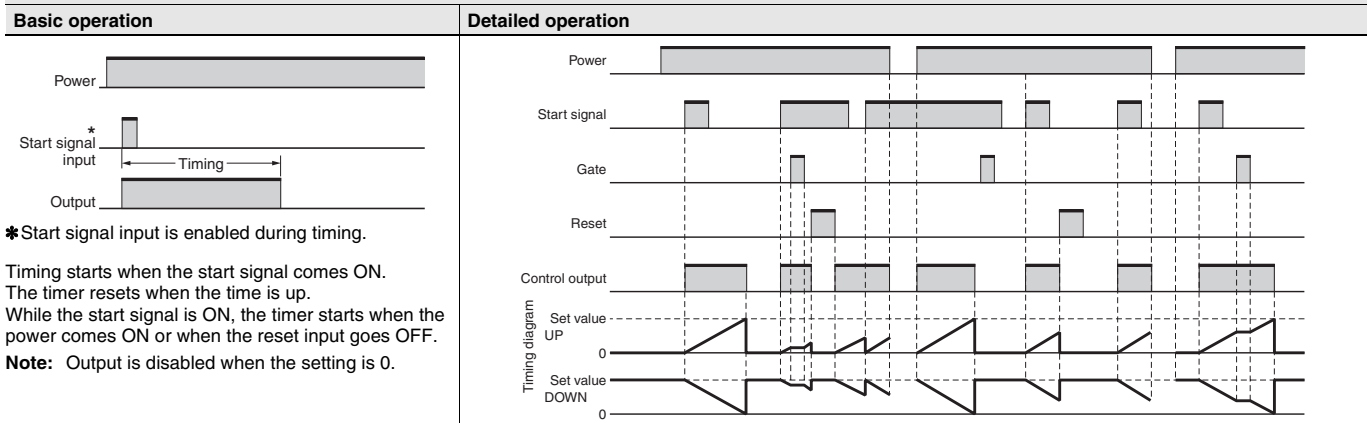 Basic operation
Power
*
Start signal
input
Timing
Output
✱Start signal input is enabled during timing.
Timing starts when the start signal comes ON.
The timer resets when the time is up.
While the start signal is ON, the timer starts when the
power comes ON or when the reset input goes OFF.
Note: Output is disabled when the setting is 0.
Detailed operation
Power
Start signal
Gate
Reset
Control output
Timing diagram
Set value
UP
0
Set value
DOWN
0